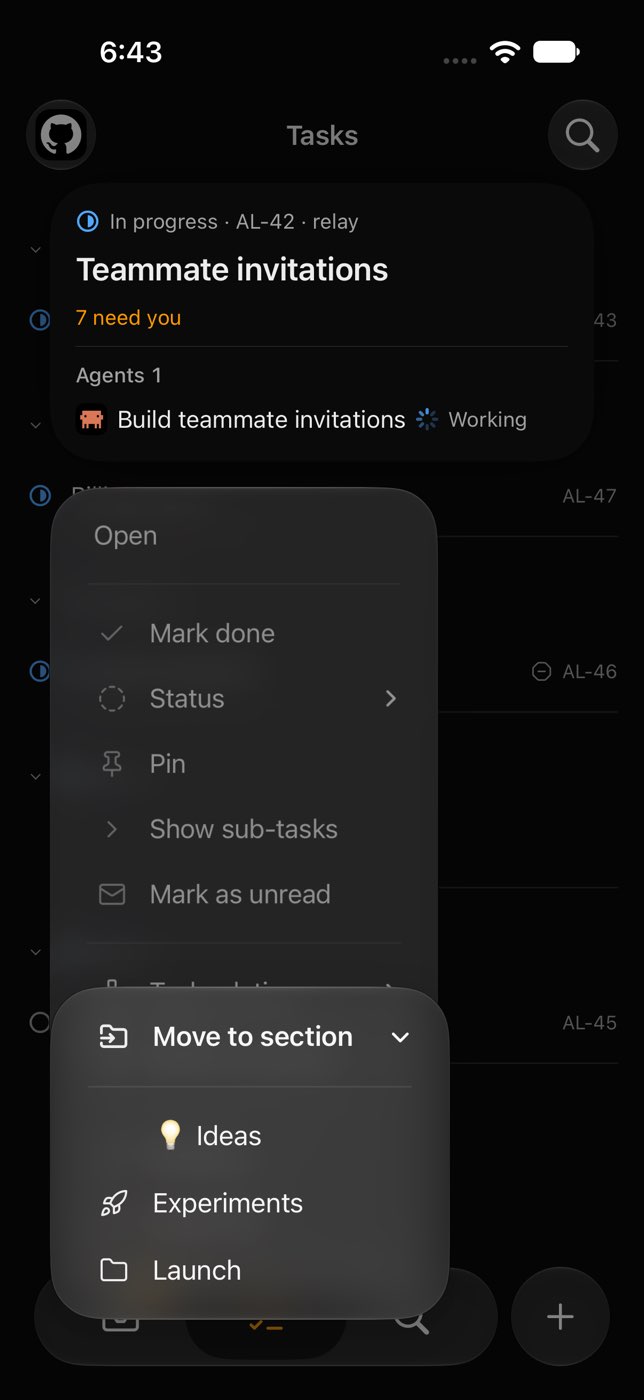 6:43
Tasks
In progress · AL-42 · relay
Teammate invitations
43
7 need you
Agents 1
Build teammate invitations Working
AL-47
Open
Mark done
Status
AL-46
Pin
Show sub-tasks
Mark as unread
Move to section
AL-45
💡 Ideas
Experiments
Launch